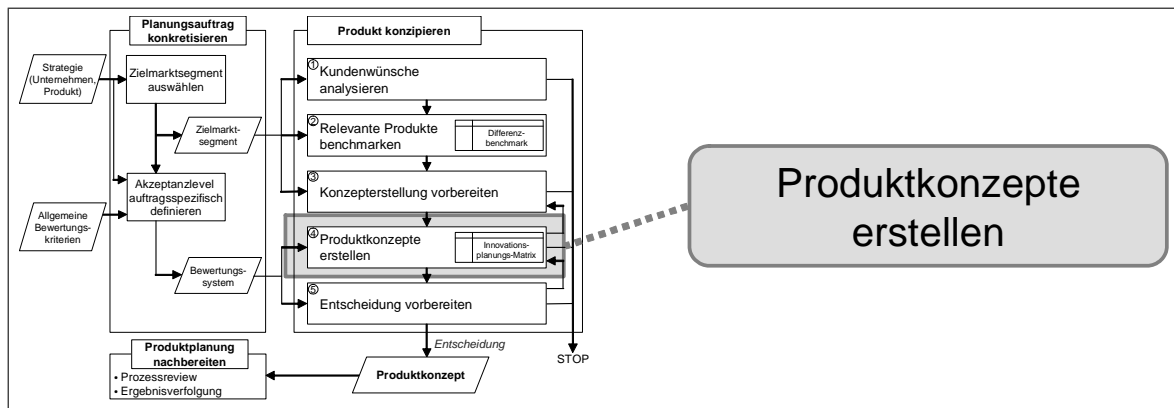 Planungsauftrag
konkretisieren
Strategie
(Unternehmen,
Produkt)
Zielmarktsegment
auswählen
Zielmarkt-
segment
Akzeptanzlevel
auftragsspezifisch
definieren
Allgemeine
Bewertungs-
kriterien
Bewertungs-
system
Produkt konzipieren
1
Kundenwünsche
analysieren
2
Relevante Produkte
benchmarken
Differenz-
benchmark
3
Konzepterstellung vorbereiten
4
Produktkonzepte
erstellen
Innovations-
planungs-Matrix
5
Entscheidung vorbereiten
Entscheidung
STOP
Produktkonzept
Produktplanung
nachbereiten
• Prozessreview
• Ergebnisverfolgung
Produktkonzepte
erstellen